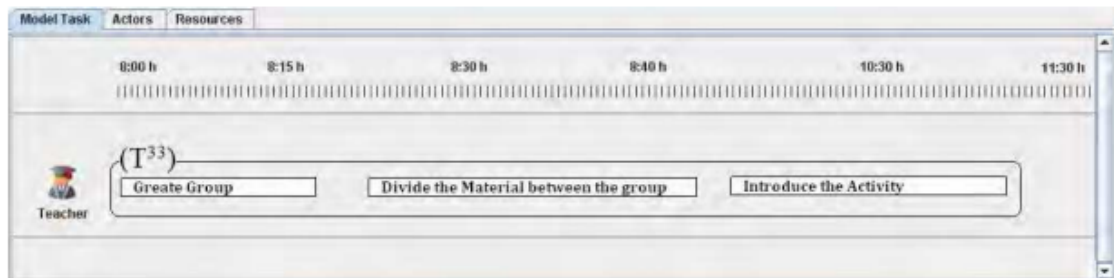 Model Task Actors Resources
8:00 h 8:15 h 8:30 h 8:40 h 10:30 h 11:30 h
(T³³)
Greate Group Divide the Material between the group Introduce the Activity
Teacher